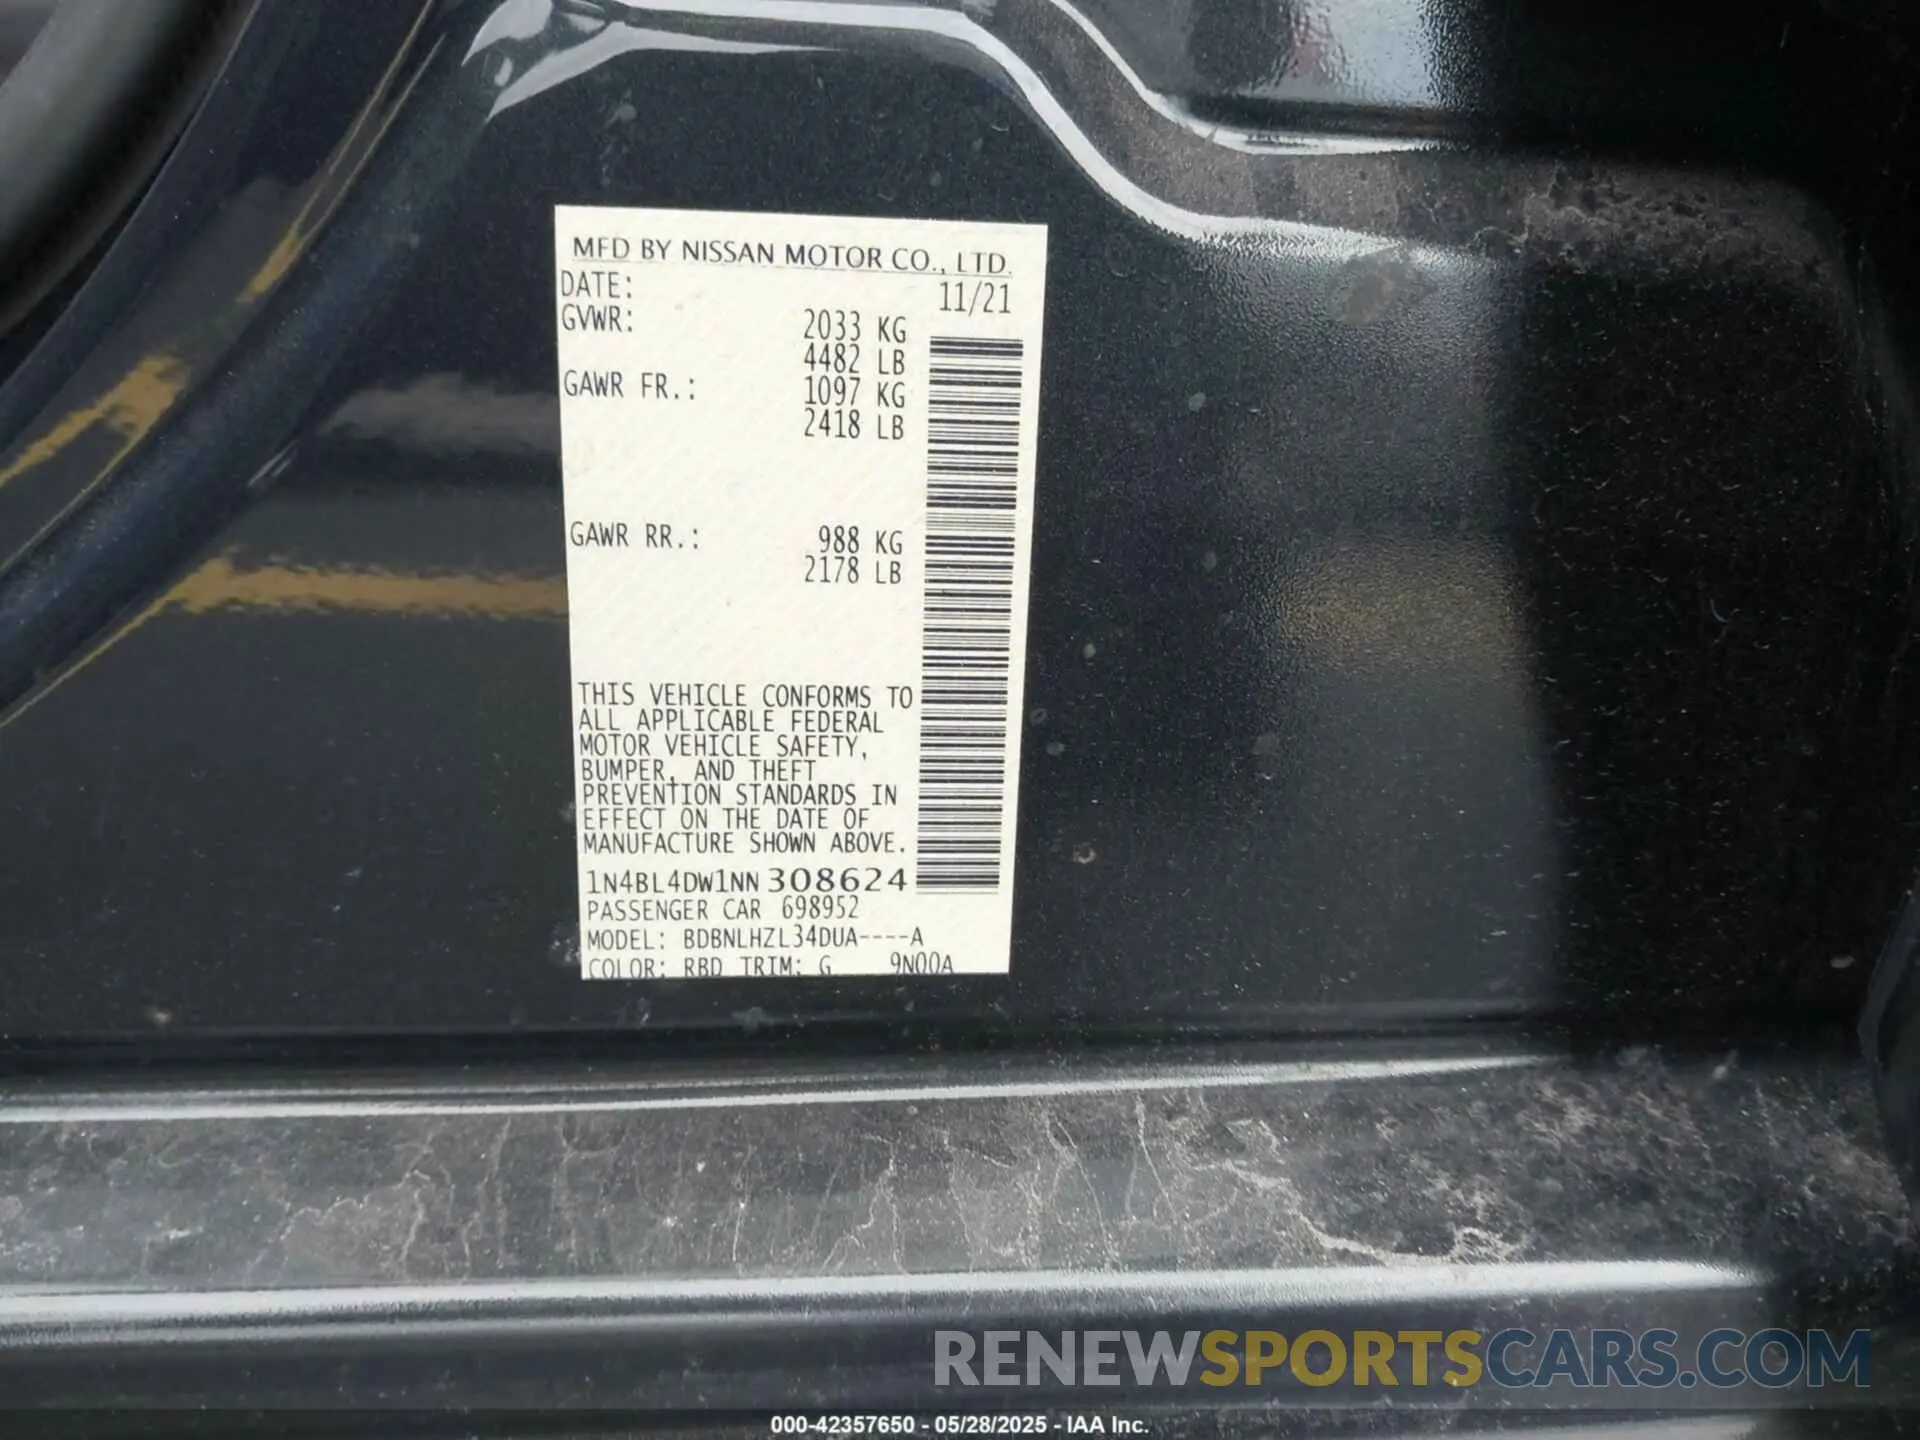 MFD BY NISSAN MOTOR CO., LTD.
DATE: 11/21
GVWR: 2033 KG
4482 LB
GAWR FR.: 1097 KG
2418 LB
GAWR RR.: 988 KG
2178 LB
THIS VEHICLE CONFORMS TO
ALL APPLICABLE FEDERAL
MOTOR VEHICLE SAFETY,
BUMPER, AND THEFT
PREVENTION STANDARDS IN
EFFECT ON THE DATE OF
MANUFACTURE SHOWN ABOVE.
1N4BL4DW1NN308624
PASSENGER CAR 698952
MODEL: BDBNLHZL34DUA----A
COLOR: RBD TRIM: G 9N00A
RENEWSPORTSCARS.COM
000-42357650 - 05/28/2025 - IAA Inc.